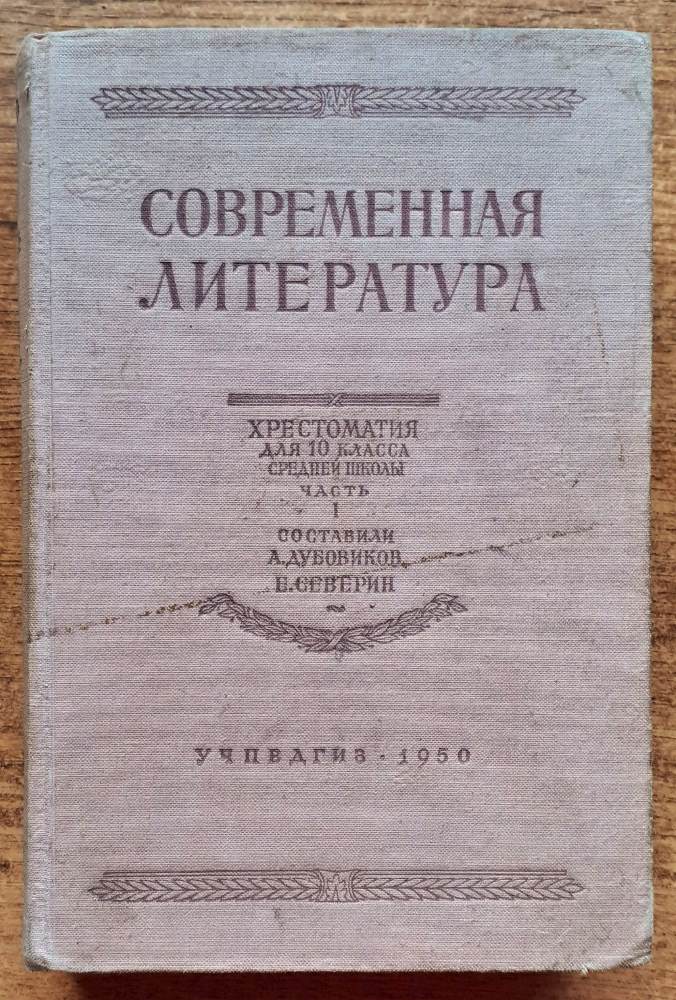 СОВРЕМЕННАЯ
ЛИТЕРАТУРА
ХРЕСТОМАТИЯ
ДЛЯ 10 КЛАССА
СРЕДНЕЙ ШКОЛЫ
ЧАСТЬ
I
СОСТАВИЛИ
А.ДУБОВИКОВ,
Е.СЕВЕРИН
УЧПЕДГИЗ · 1950